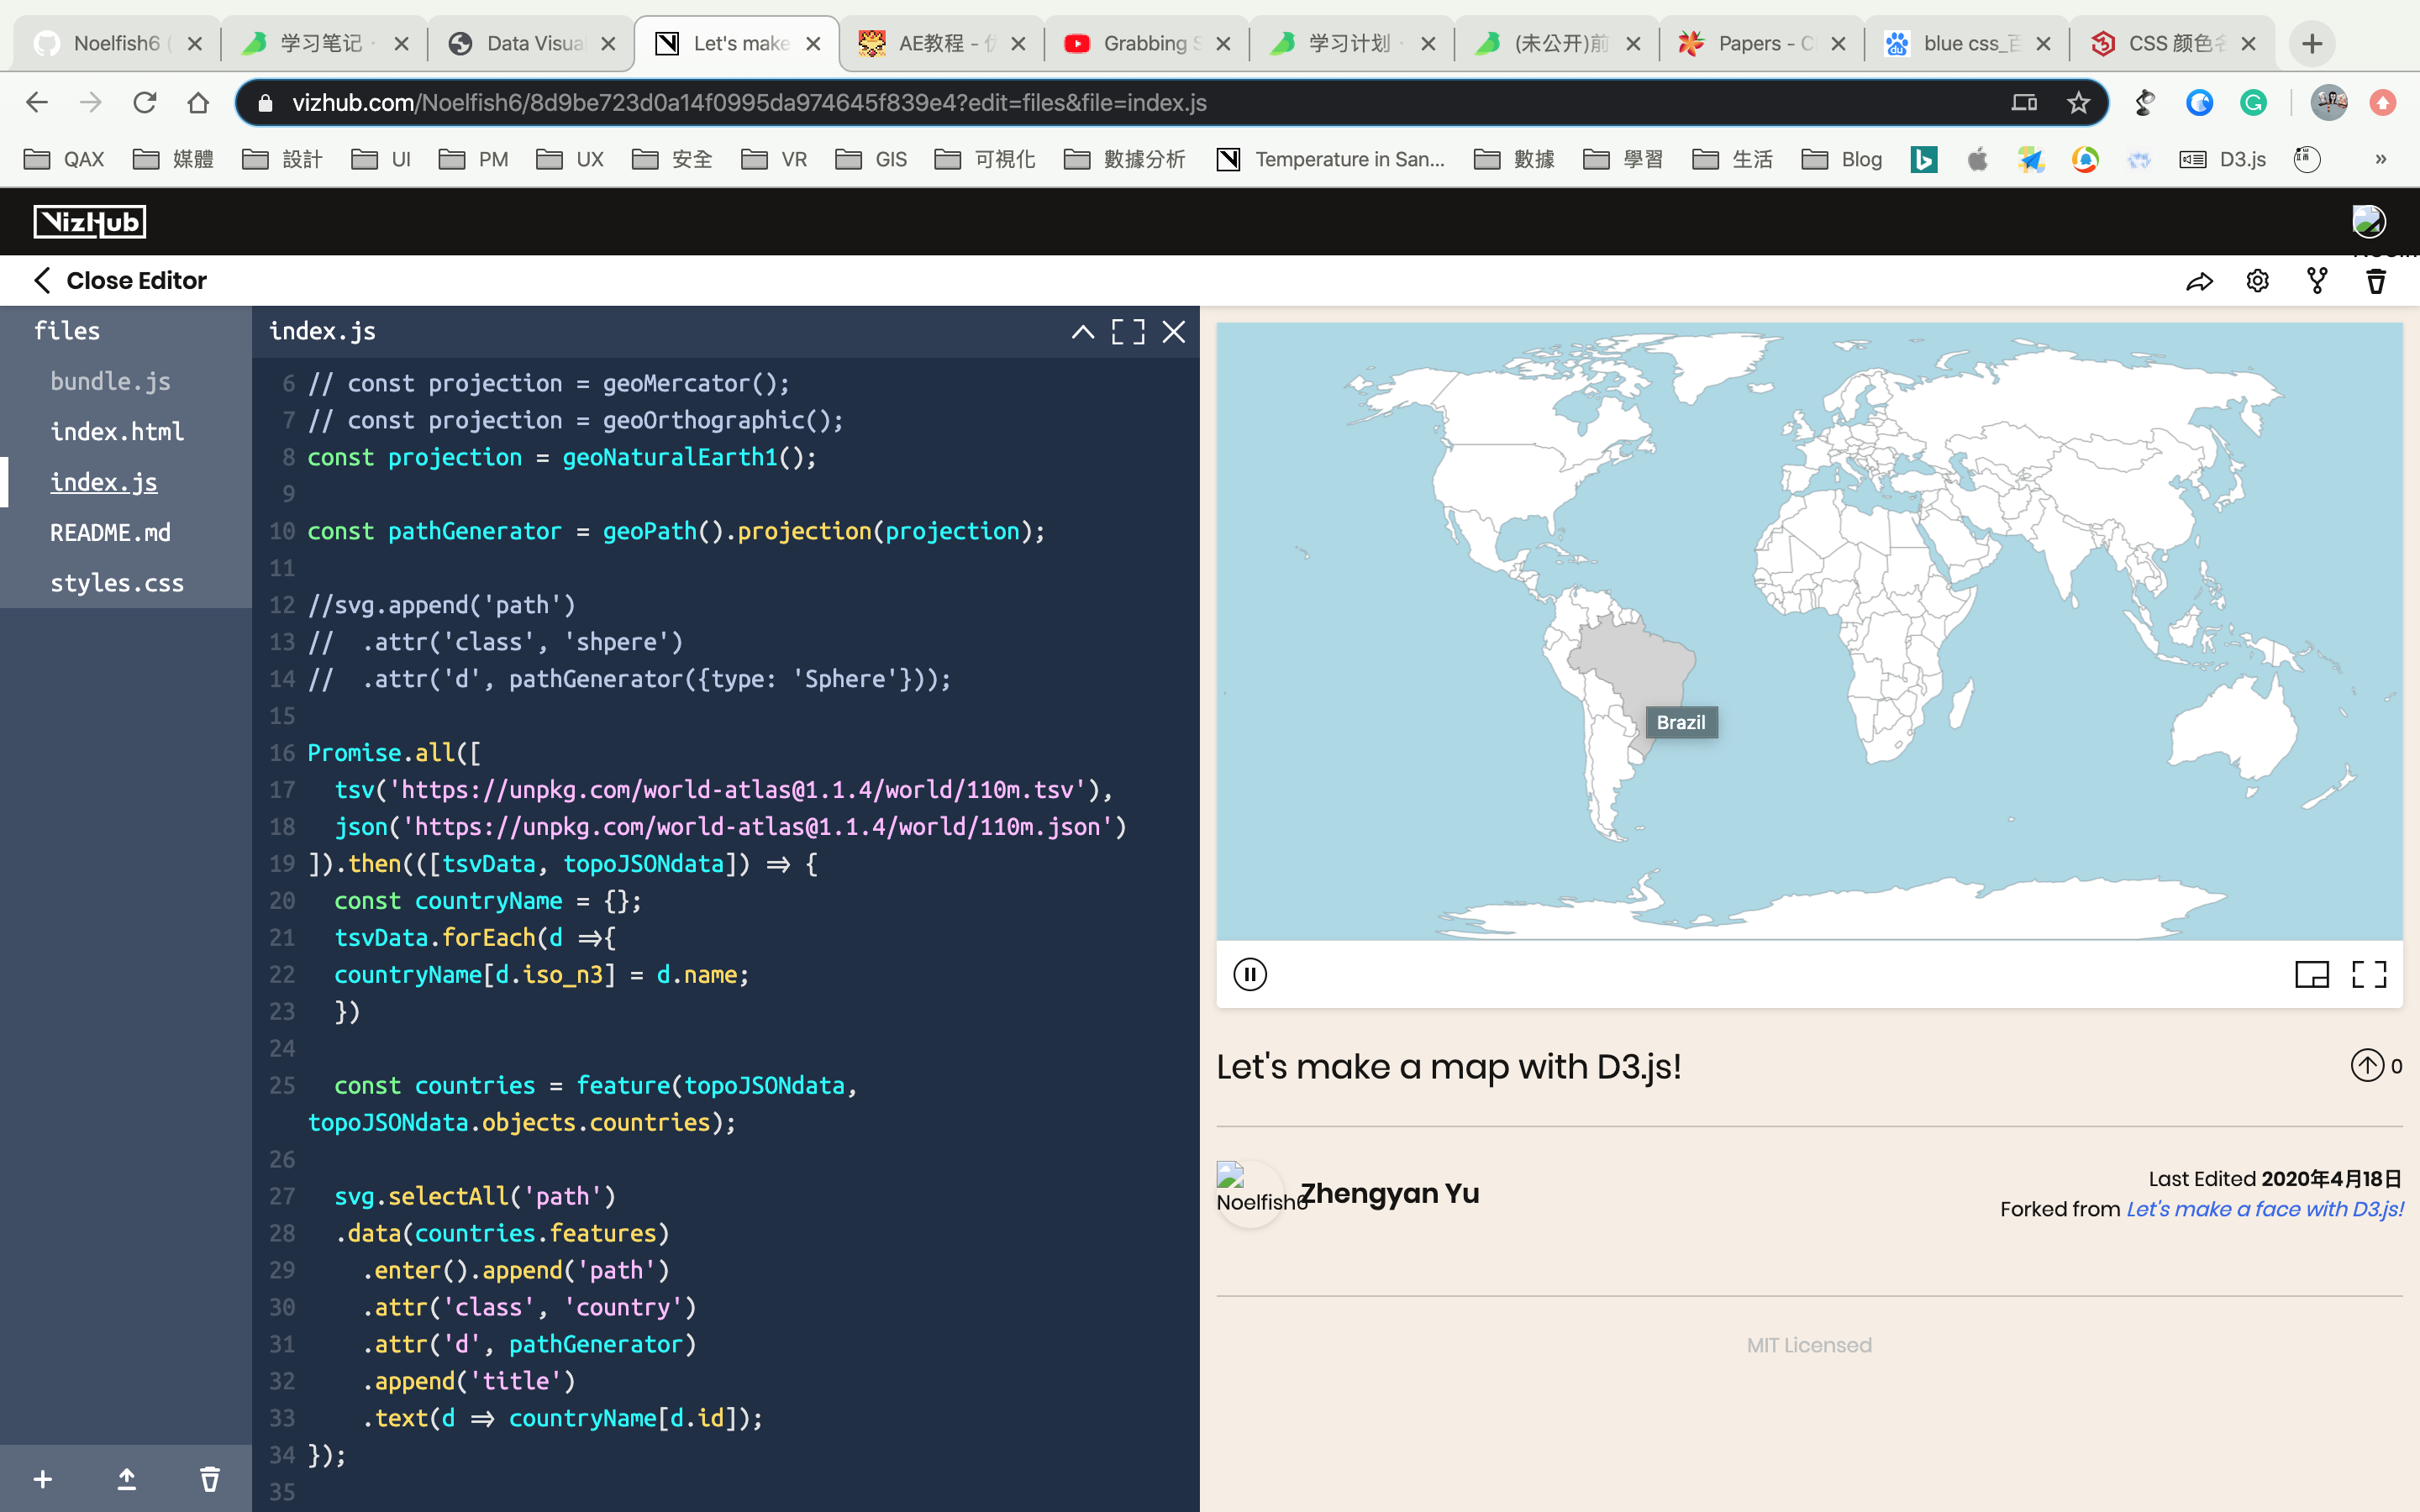 Noelfish6
学习笔记
Data Visua
Let's make
AE教程
Grabbing
学习计划
(未公开)前
Papers - C
blue css_百
CSS 颜色名
vizhub.com/Noelfish6/8d9be723d0a14f0995da974645f839e4?edit=files&file=index.js
QAX 媒體 設計 UI PM UX 安全 VR GIS 可視化 數據分析 Temperature in San... 數據 學習 生活 Blog D3.js »
VizHub
Close Editor
files
bundle.js
index.html
index.js
README.md
styles.css
index.js
6 // const projection = geoMercator();
7 // const projection = geoOrthographic();
8 const projection = geoNaturalEarth1();
9
10 const pathGenerator = geoPath().projection(projection);
11
12 //svg.append('path')
13 //  .attr('class', 'shpere')
14 //  .attr('d', pathGenerator({type: 'Sphere'}));
15
16 Promise.all([
17   tsv('https://unpkg.com/world-atlas@1.1.4/world/110m.tsv'),
18   json('https://unpkg.com/world-atlas@1.1.4/world/110m.json')
19 ]).then(([tsvData, topoJSONdata]) => {
20   const countryName = {};
21   tsvData.forEach(d =>{
22   countryName[d.iso_n3] = d.name;
23   })
24
25   const countries = feature(topoJSONdata,
topoJSONdata.objects.countries);
26
27   svg.selectAll('path')
28   .data(countries.features)
29     .enter().append('path')
30     .attr('class', 'country')
31     .attr('d', pathGenerator)
32     .append('title')
33     .text(d => countryName[d.id]);
34 });
35
Brazil
Let's make a map with D3.js!
0
Noelfish6
Zhengyan Yu
Last Edited 2020年4月18日
Forked from Let's make a face with D3.js!
MIT Licensed